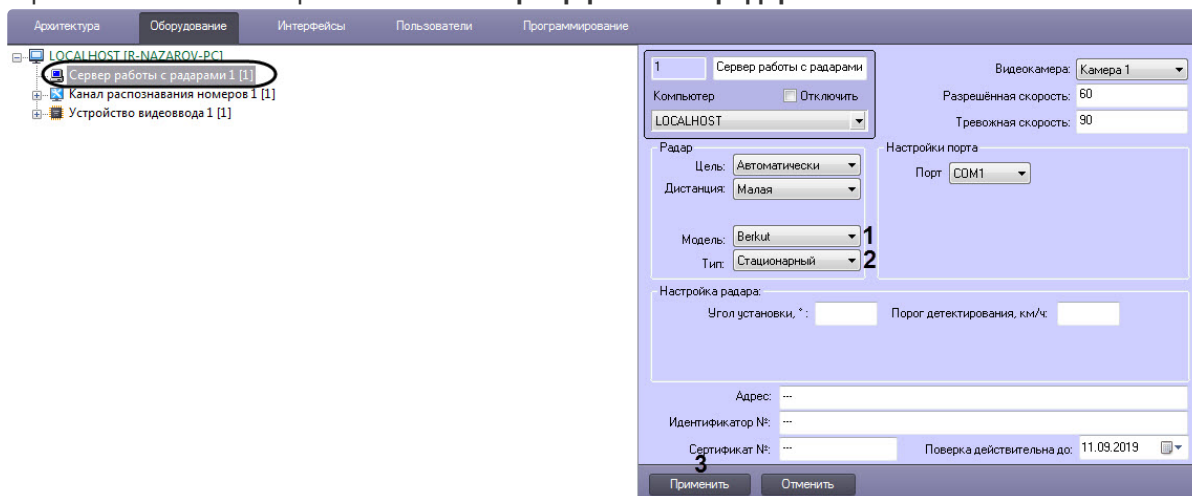 Архитектура Оборудование Интерфейсы Пользователи Программирование
LOCALHOST [R-NAZAROV-PC]
Сервер работы с радарами 1 [1]
Канал распознавания номеров 1 [1]
Устройство видеоввода 1 [1]
1 Сервер работы с радарами
Компьютер Отключить
LOCALHOST
Видеокамера: Камера 1
Разрешённая скорость: 60
Тревожная скорость: 90
Радар
Цель: Автоматически
Дистанция: Малая
Модель: Berkut 1
Тип: Стационарный 2
Настройки порта
Порт COM1
Настройка радара:
Угол установки, ° : Порог детектирования, км/ч:
Адрес: ---
Идентификатор №: ---
Сертификат №: --- Поверка действительна до: 11.09.2019
3
Применить Отменить